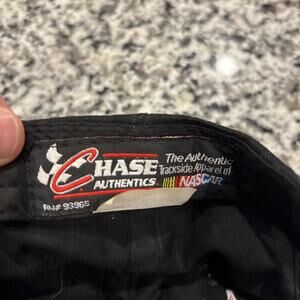 CHASE
AUTHENTICS
The Authentic
Trackside Apparel of
NASCAR
RN# 93965